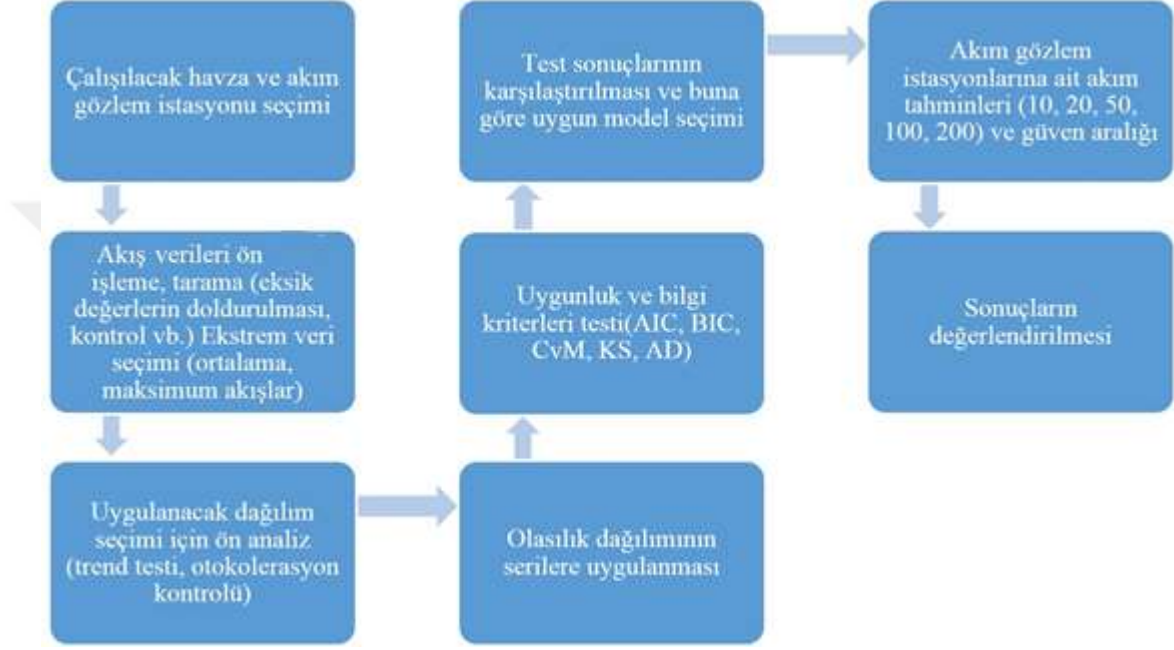 Çalışılacak havza ve akım
gözlem istasyonu seçimi
Akış verileri ön
işleme, tarama (eksik
değerlerin doldurulması,
kontrol vb.) Ekstrem veri
seçimi (ortalama,
maksimum akışlar)
Uygulanacak dağılım
seçimi için ön analiz
(trend testi, otokolerasyon
kontrolü)
Olasılık dağılımının
serilere uygulanması
Uygunluk ve bilgi
kriterleri testi(AIC, BIC,
CvM, KS, AD)
Test sonuçlarının
karşılaştırılması ve buna
göre uygun model seçimi
Akım gözlem
istasyonlarına ait akım
tahminleri (10, 20, 50,
100, 200) ve güven aralığı
Sonuçların
değerlendirilmesi